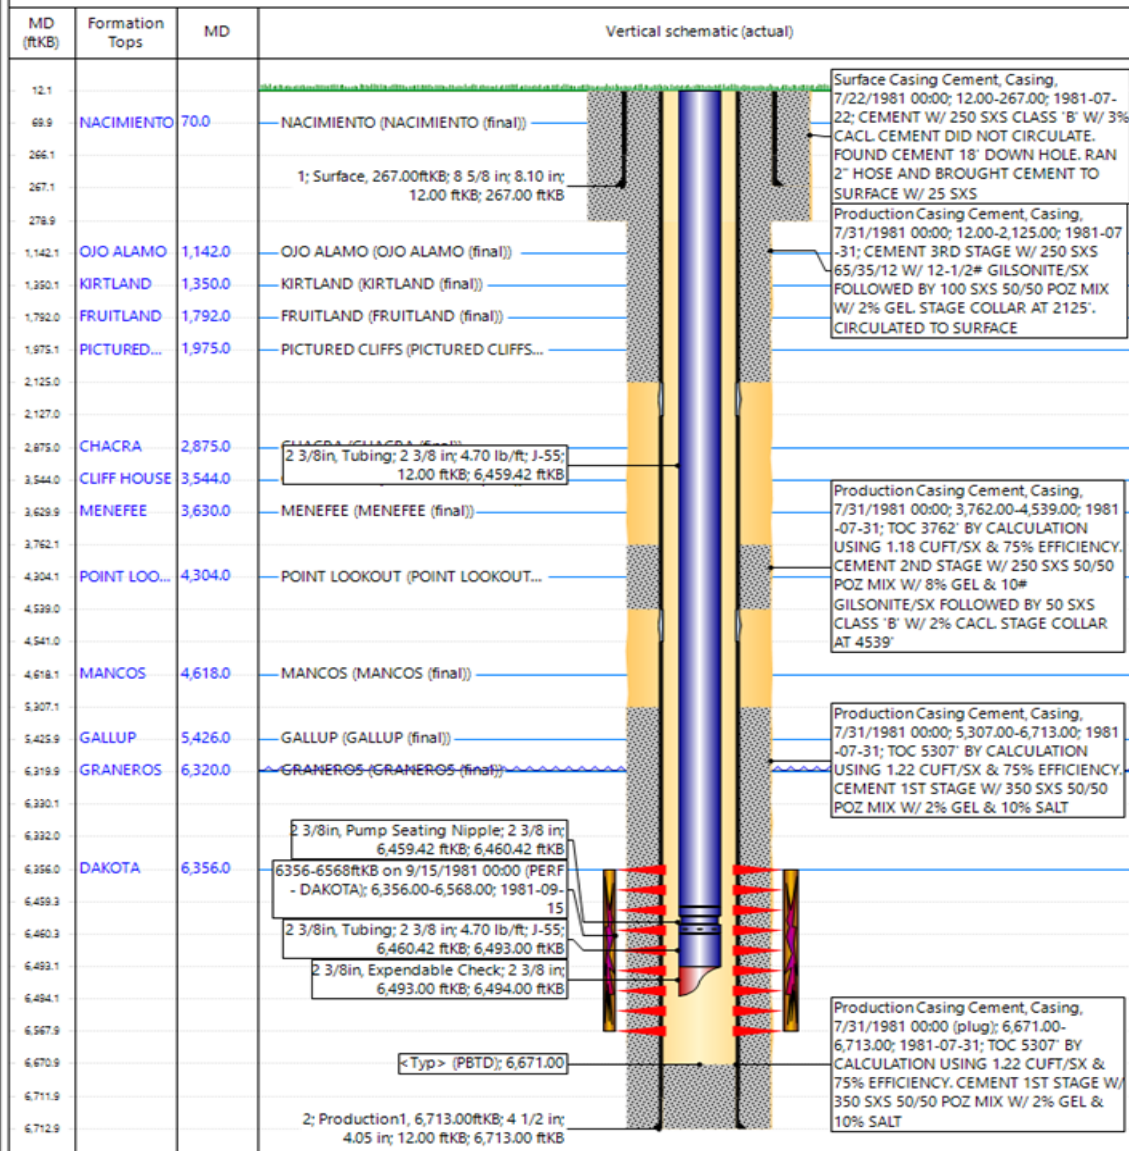 MD (ftKB)
Formation Tops
MD
Vertical schematic (actual)
12.1
69.9
NACIMIENTO
70.0
NACIMIENTO (NACIMIENTO (final))
266.1
267.1
278.9
1; Surface, 267.00ftKB; 8 5/8 in; 8.10 in;
12.00 ftKB; 267.00 ftKB
1,142.1
OJO ALAMO
1,142.0
OJO ALAMO (OJO ALAMO (final))
1,350.1
KIRTLAND
1,350.0
KIRTLAND (KIRTLAND (final))
1,792.0
FRUITLAND
1,792.0
FRUITLAND (FRUITLAND (final))
1,975.1
PICTURED...
1,975.0
PICTURED CLIFFS (PICTURED CLIFFS...
2,125.0
2,127.0
2,875.0
CHACRA
2,875.0
CHACRA (CHACRA (final))
2 3/8in, Tubing; 2 3/8 in; 4.70 lb/ft; J-55;
12.00 ftKB; 6,459.42 ftKB
3,544.0
CLIFF HOUSE
3,544.0
3,629.9
MENEFEE
3,630.0
MENEFEE (MENEFEE (final))
3,762.1
4,304.1
POINT LOO...
4,304.0
POINT LOOKOUT (POINT LOOKOUT...
4,539.0
4,541.0
4,618.1
MANCOS
4,618.0
MANCOS (MANCOS (final))
5,307.1
5,425.9
GALLUP
5,426.0
GALLUP (GALLUP (final))
6,319.9
GRANEROS
6,320.0
GRANEROS (GRANEROS (final))
6,330.1
6,332.0
2 3/8in, Pump Seating Nipple; 2 3/8 in;
6,459.42 ftKB; 6,460.42 ftKB
6,356.0
DAKOTA
6,356.0
6356-6568ftKB on 9/15/1981 00:00 (PERF
- DAKOTA); 6,356.00-6,568.00; 1981-09-
15
6,459.3
6,460.3
2 3/8in, Tubing; 2 3/8 in; 4.70 lb/ft; J-55;
6,460.42 ftKB; 6,493.00 ftKB
6,493.1
2 3/8in, Expendable Check; 2 3/8 in;
6,493.00 ftKB; 6,494.00 ftKB
6,494.1
6,567.9
6,670.9
<Typ> (PBTD); 6,671.00
6,711.9
6,712.9
2; Production1, 6,713.00ftKB; 4 1/2 in;
4.05 in; 12.00 ftKB; 6,713.00 ftKB
Surface Casing Cement, Casing,
7/22/1981 00:00; 12.00-267.00; 1981-07-
22; CEMENT W/ 250 SXS CLASS 'B' W/ 3%
CACL. CEMENT DID NOT CIRCULATE.
FOUND CEMENT 18' DOWN HOLE. RAN
2" HOSE AND BROUGHT CEMENT TO
SURFACE W/ 25 SXS
Production Casing Cement, Casing,
7/31/1981 00:00; 12.00-2,125.00; 1981-07
-31; CEMENT 3RD STAGE W/ 250 SXS
65/35/12 W/ 12-1/2# GILSONITE/SX
FOLLOWED BY 100 SXS 50/50 POZ MIX
W/ 2% GEL. STAGE COLLAR AT 2125'.
CIRCULATED TO SURFACE
Production Casing Cement, Casing,
7/31/1981 00:00; 3,762.00-4,539.00; 1981
-07-31; TOC 3762' BY CALCULATION
USING 1.18 CUFT/SX & 75% EFFICIENCY.
CEMENT 2ND STAGE W/ 250 SXS 50/50
POZ MIX W/ 8% GEL & 10#
GILSONITE/SX FOLLOWED BY 50 SXS
CLASS 'B' W/ 2% CACL. STAGE COLLAR
AT 4539'
Production Casing Cement, Casing,
7/31/1981 00:00; 5,307.00-6,713.00; 1981
-07-31; TOC 5307' BY CALCULATION
USING 1.22 CUFT/SX & 75% EFFICIENCY.
CEMENT 1ST STAGE W/ 350 SXS 50/50
POZ MIX W/ 2% GEL & 10% SALT
Production Casing Cement, Casing,
7/31/1981 00:00 (plug); 6,671.00-
6,713.00; 1981-07-31; TOC 5307' BY
CALCULATION USING 1.22 CUFT/SX &
75% EFFICIENCY. CEMENT 1ST STAGE W/
350 SXS 50/50 POZ MIX W/ 2% GEL &
10% SALT